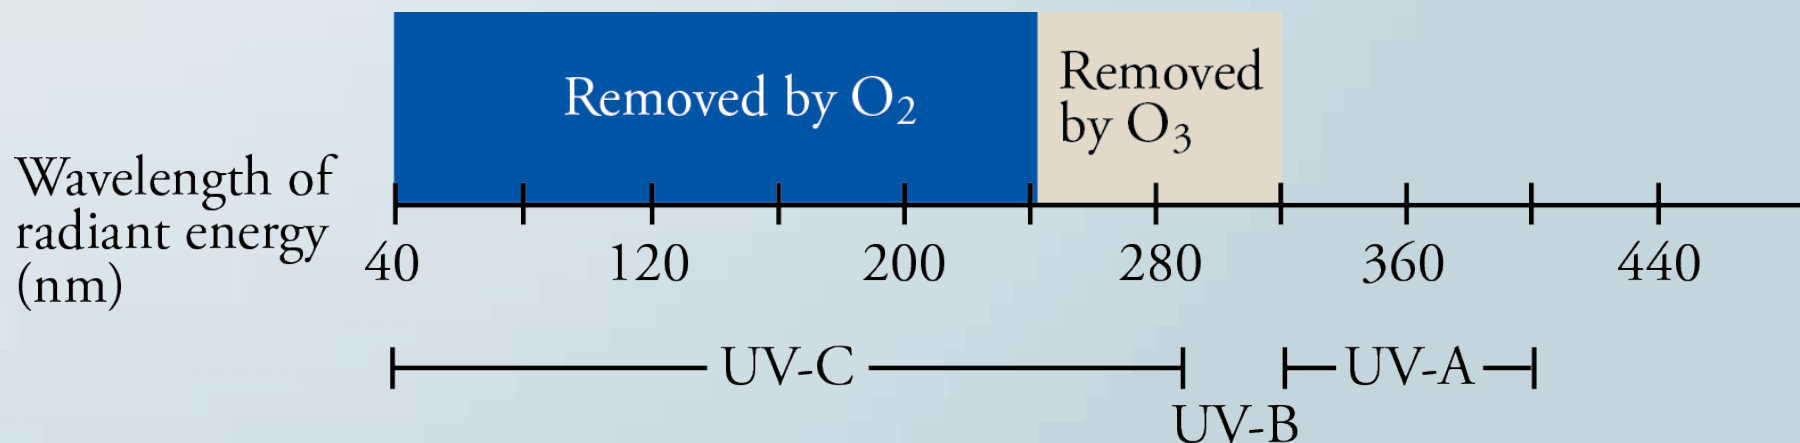 Removed by O₂
Removed
by O₃
Wavelength of
radiant energy
(nm)
40 120 200 280 360 440
UV-C
UV-A
UV-B